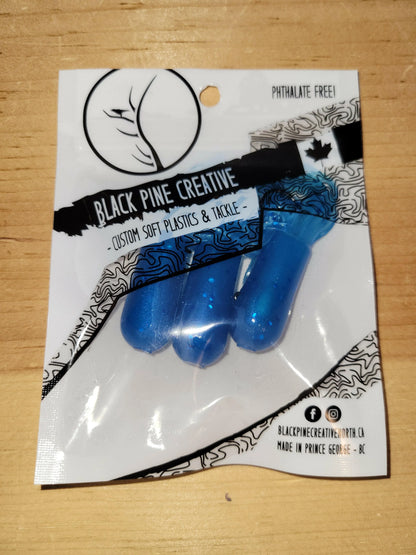 PHTHALATE FREE!
BLACK PINE CREATIVE
- CUSTOM SOFT PLASTICS & TACKLE -
BLACKPINECREATIVENORTH.CA
MADE IN PRINCE GEORGE - BC